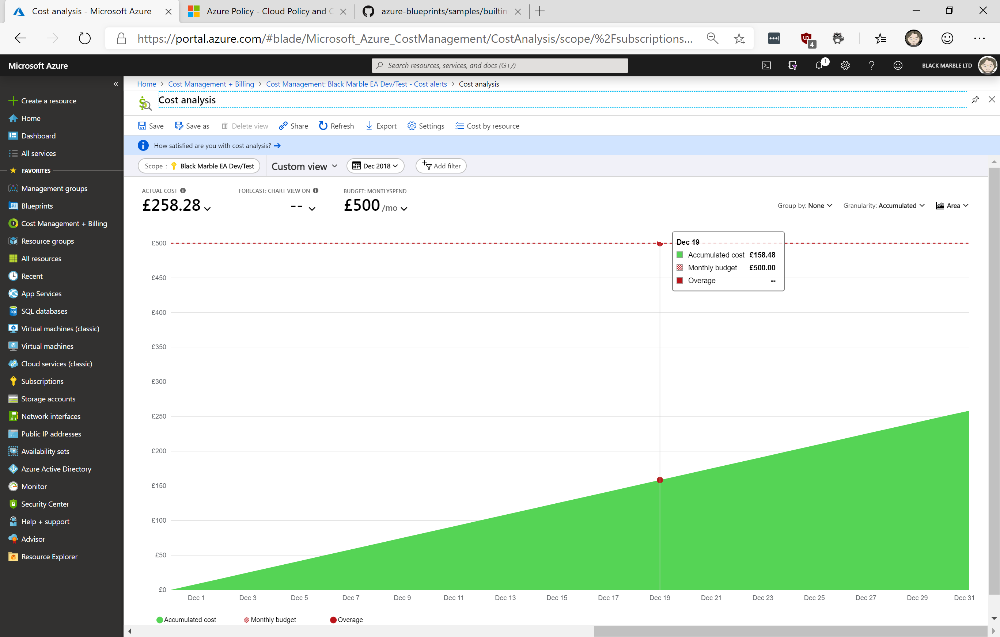 Cost analysis - Microsoft Azure
Azure Policy - Cloud Policy and C
azure-blueprints/samples/builtin
https://portal.azure.com/#blade/Microsoft_Azure_CostManagement/CostAnalysis/scope/%2Fsubscriptions...
4
Microsoft Azure
Search resources, services, and docs (G+/)
1
BLACK MARBLE LTD
Create a resource
Home
Dashboard
All services
FAVORITES
Management groups
Blueprints
Cost Management + Billing
Resource groups
All resources
Recent
App Services
SQL databases
Virtual machines (classic)
Virtual machines
Cloud services (classic)
Subscriptions
Storage accounts
Network interfaces
Public IP addresses
Availability sets
Azure Active Directory
Monitor
Security Center
Help + support
Advisor
Resource Explorer
Home > Cost Management + Billing > Cost Management: Black Marble EA Dev/Test - Cost alerts > Cost analysis
Cost analysis
Save Save as Delete view Share Refresh Export Settings Cost by resource
How satisfied are you with cost analysis?
Scope : Black Marble EA Dev/Test Custom view Dec 2018 Add filter
ACTUAL COST FORECAST: CHART VIEW ON BUDGET: MONTLYSPEND
£258.28 -- £500 /mo
Group by: None Granularity: Accumulated Area
£500
£450
£400
£350
£300
£250
£200
£150
£100
£50
£0
Dec 19
Accumulated cost £158.48
Monthly budget £500.00
Overage --
Dec 1 Dec 3 Dec 5 Dec 7 Dec 9 Dec 11 Dec 13 Dec 15 Dec 17 Dec 19 Dec 21 Dec 23 Dec 25 Dec 27 Dec 29 Dec 31
Accumulated cost Monthly budget Overage